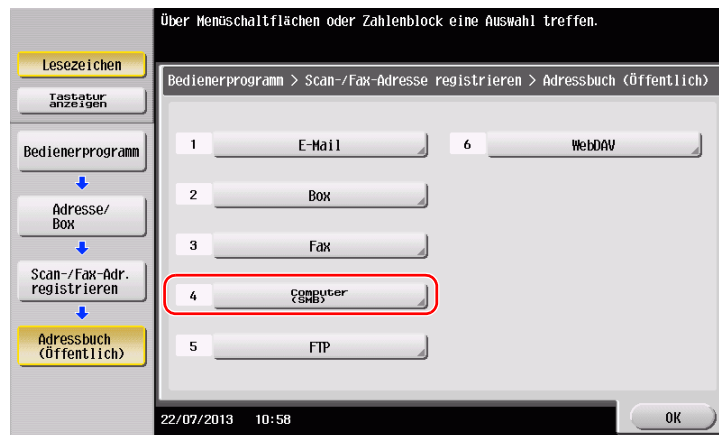 Über Menüschaltflächen oder Zahlenblock eine Auswahl treffen.
Lesezeichen
Tastatur
anzeigen
Bedienerprogramm
Adresse/
Box
Scan-/Fax-Adr.
registrieren
Adressbuch
(Öffentlich)
Bedienerprogramm > Scan-/Fax-Adresse registrieren > Adressbuch (Öffentlich)
1 E-Mail
6 WebDAV
2 Box
3 Fax
4 Computer
(SMB)
5 FTP
22/07/2013 10:58
OK